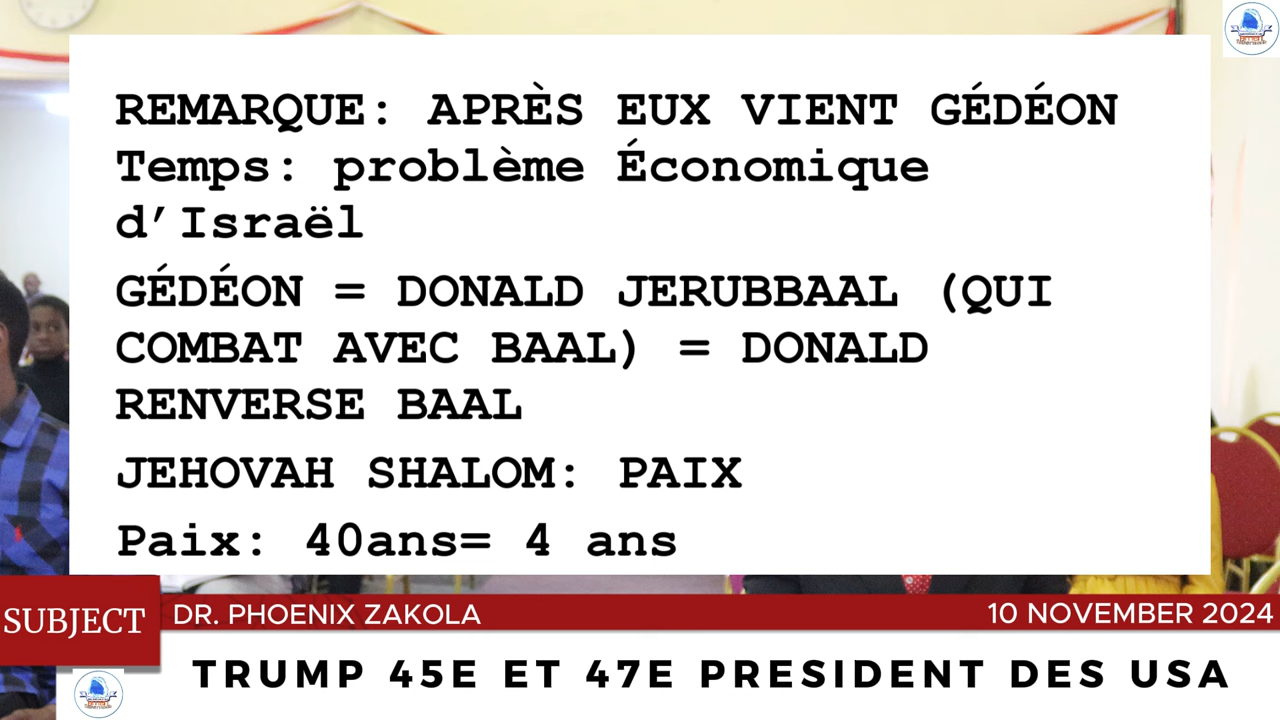 REMARQUE: APRÈS EUX VIENT GÉDÉON
Temps: problème Économique
d’Israël
GÉDÉON = DONALD JERUBBAAL (QUI
COMBAT AVEC BAAL) = DONALD
RENVERSE BAAL
JEHOVAH SHALOM: PAIX
Paix: 40ans= 4 ans
SUBJECT
DR. PHOENIX ZAKOLA
10 NOVEMBER 2024
TRUMP 45E ET 47E PRESIDENT DES USA